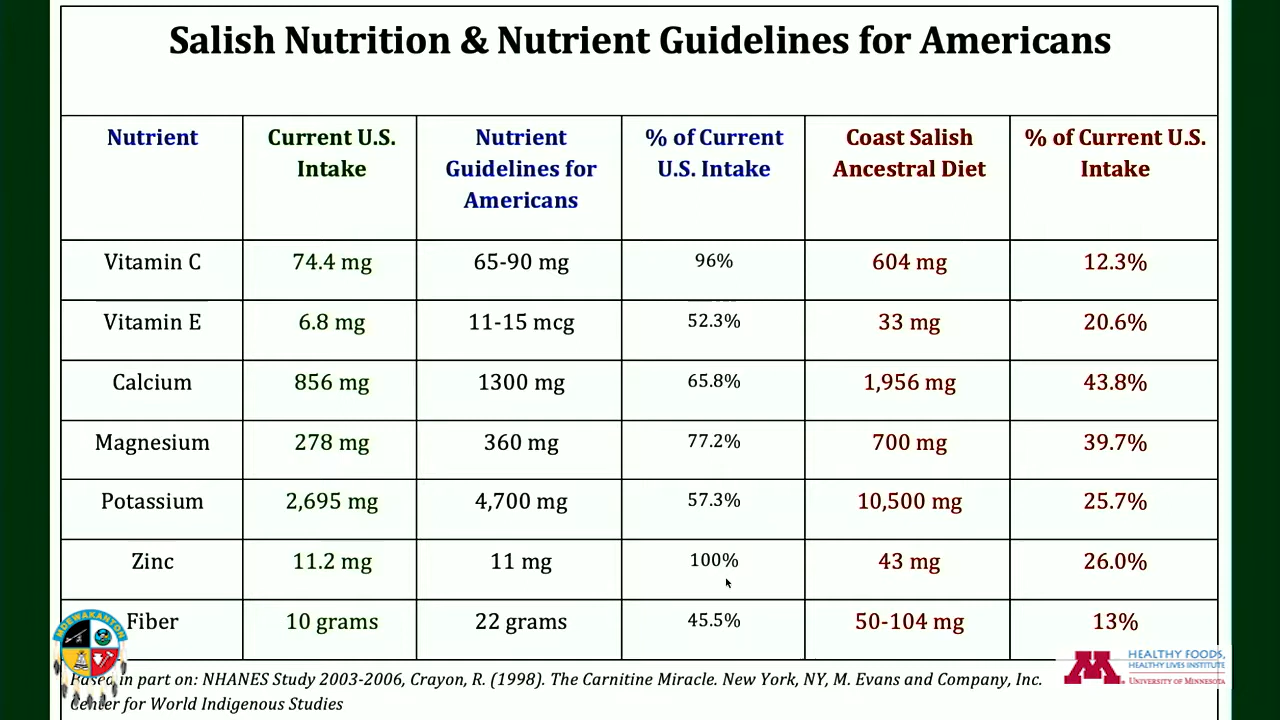 Salish Nutrition & Nutrient Guidelines for Americans
Nutrient
Current U.S.
Intake
Nutrient
Guidelines for
Americans
% of Current
U.S. Intake
Coast Salish
Ancestral Diet
% of Current U.S.
Intake
Vitamin C 74.4 mg 65-90 mg 96% 604 mg 12.3%
Vitamin E 6.8 mg 11-15 mcg 52.3% 33 mg 20.6%
Calcium 856 mg 1300 mg 65.8% 1,956 mg 43.8%
Magnesium 278 mg 360 mg 77.2% 700 mg 39.7%
Potassium 2,695 mg 4,700 mg 57.3% 10,500 mg 25.7%
Zinc 11.2 mg 11 mg 100% 43 mg 26.0%
Fiber 10 grams 22 grams 45.5% 50-104 mg 13%
MDEWAKANTON
Based in part on: NHANES Study 2003-2006, Crayon, R. (1998). The Carnitine Miracle. New York, NY, M. Evans and Company, Inc.
Center for World Indigenous Studies
M
HEALTHY FOODS,
HEALTHY LIVES INSTITUTE
UNIVERSITY OF MINNESOTA